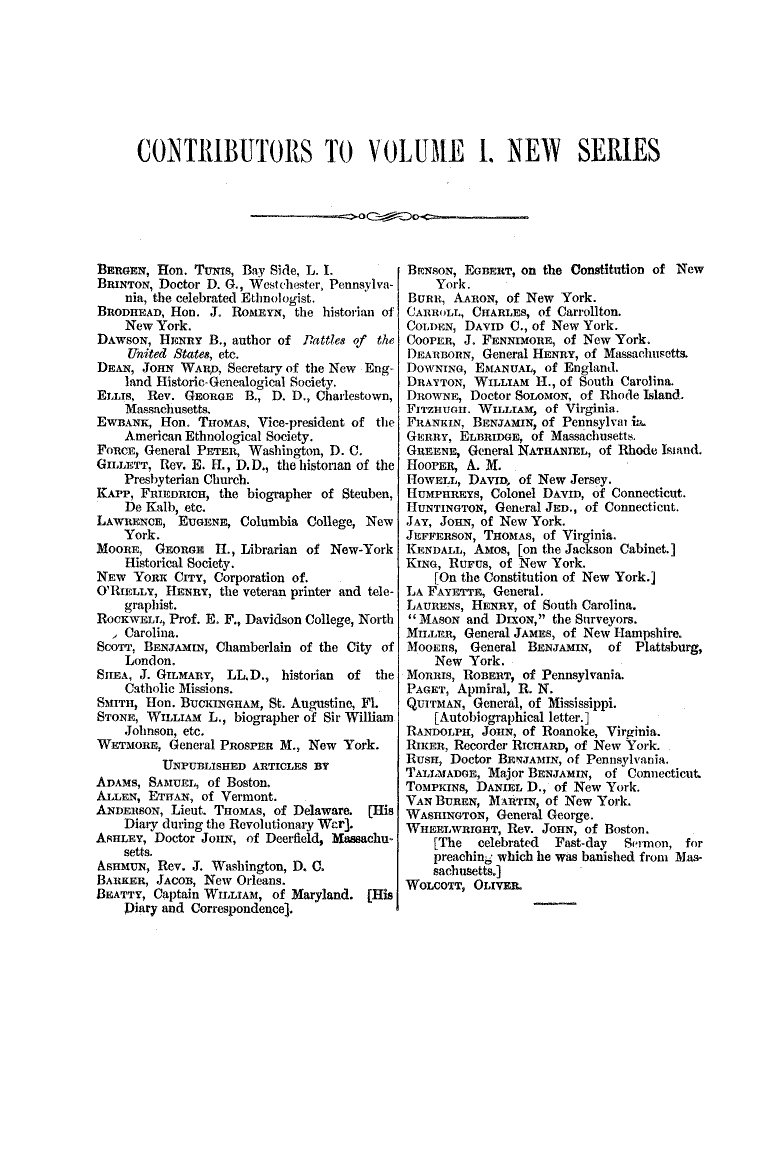 CONTRIBUTORS TO VOLUME I. NEW SERIES
BERGEN, Hon. TUNIS, Bay Side, L. I.
BRINTON, Doctor D. G., Westchester, Pennsylva-
nia, the celebrated Ethnologist.
BRODHEAD, Hon. J. ROMEYN, the historian of
New York.
DAWSON, HENRY B., author of Battles of the
United States, etc.
DEAN, JOHN WARD, Secretary of the New Eng-
land Historic-Genealogical Society.
ELLIS, Rev. GEORGE B., D. D., Charlestown,
Massachusetts.
EWBANK, Hon. THOMAS, Vice-president of the
American Ethnological Society.
FORCE, General PETER, Washington, D. C.
GILLETT, Rev. E. H., D.D., the historian of the
Presbyterian Church.
KAPP, FRIEDRICH, the biographer of Steuben,
De Kalb, etc.
LAWRENCE, EUGENE, Columbia College, New
York.
MOORE, GEORGE H., Librarian of New-York
Historical Society.
NEW YORK CITY, Corporation of.
O'RIELLY, HENRY, the veteran printer and tele-
graphist.
ROCKWELL, Prof. E. F., Davidson College, North
Carolina.
SCOTT, BENJAMIN, Chamberlain of the City of
London.
SHEA, J. GILMARY, LL.D., historian of the
Catholic Missions.
SMITH, Hon. BUCKINGHAM, St. Augustine, Fl.
STONE, WILLIAM L., biographer of Sir William
Johnson, etc.
WETMORE, General PROSPER M., New York.
UNPUBLISHED ARTICLES BY
ADAMS, SAMUEL, of Boston.
ALLEN, ETHAN, of Vermont.
ANDERSON, Lieut. THOMAS, of Delaware. [His
Diary during the Revolutionary War].
ASHLEY, Doctor JOHN, of Deerfield, Massachu-
setts.
ASHMUN, Rev. J. Washington, D. C.
BARKER, JACOB, New Orleans.
BEATTY, Captain WILLIAM, of Maryland. [His
Diary and Correspondence].
BENSON, EGBERT, on the Constitution of New
York.
BURR, AARON, of New York.
CARROLL, CHARLES, of Carrollton.
COLDEN, DAVID C., of New York.
COOPER, J. FENNIMORE, of New York.
DEARBORN, General HENRY, of Massachusetts.
DOWNING, EMANUAL, of England.
DRAYTON, WILLIAM H., of South Carolina.
DROWNE, Doctor SOLOMON, of Rhode Island.
FITZHUGH. WILLIAM, of Virginia.
FRANKIN, BENJAMIN, of Pennsylvania.
GERRY, ELBRIDGE, of Massachusetts.
GREENE, General NATHANIEL, of Rhode Island.
HOOPER, A. M.
HOWELL, DAVID, of New Jersey.
HUMPHREYS, Colonel DAVID, of Connecticut.
HUNTINGTON, General JED., of Connecticut.
JAY, JOHN, of New York.
JEFFERSON, THOMAS, of Virginia.
KENDALL, AMOS, [on the Jackson Cabinet.]
KING, RUFUS, of New York.
[On the Constitution of New York.]
LA FAYETTE, General.
LAURENS, HENRY, of South Carolina.
"MASON and DIXON," the Surveyors.
MILLER, General JAMES, of New Hampshire.
MOOERS, General BENJAMIN, of Plattsburg,
New York.
MORRIS, ROBERT, of Pennsylvania.
PAGET, Apmiral, R. N.
QUITMAN, General, of Mississippi.
[Autobiographical letter.]
RANDOLPH, JOHN, of Roanoke, Virginia.
RIKER, Recorder RICHARD, of New York.
RUSH, Doctor BENJAMIN, of Pennsylvania.
TALLMADGE, Major BENJAMIN, of Connecticut.
TOMPKINS, DANIEL D., of New York.
VAN BUREN, MARTIN, of New York.
WASHINGTON, General George.
WHEELWRIGHT, Rev. JOHN, of Boston.
[The celebrated Fast-day Sermon, for
preaching which he was banished from Mas-
sachusetts.]
WOLCOTT, OLIVER.